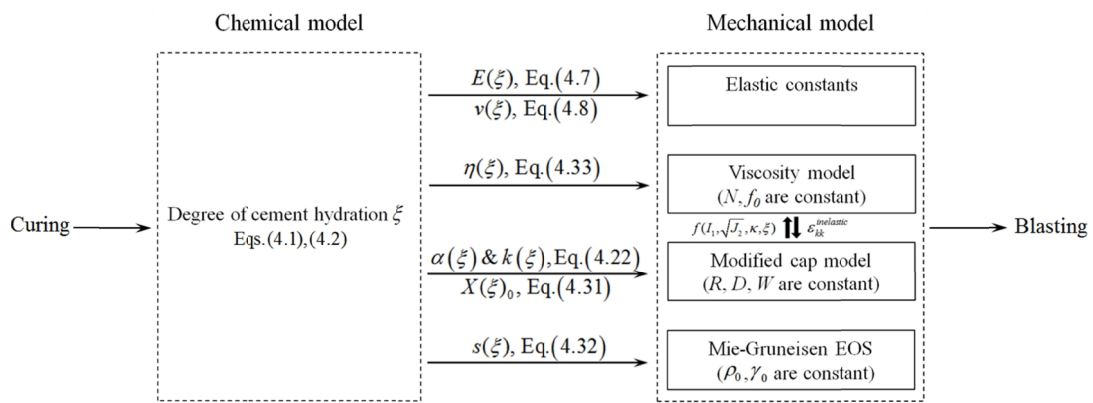 Chemical model
Mechanical model
E(ξ), Eq.(4.7)
ν(ξ), Eq.(4.8)
Elastic constants
η(ξ), Eq.(4.33)
Viscosity model
(N, f₀ are constant)
Curing
Degree of cement hydration ξ
Eqs.(4.1),(4.2)
f(I₁,√J₂,κ,ξ) ε_kk^inelastic
Blasting
α(ξ) & k(ξ),Eq.(4.22)
X(ξ)₀, Eq.(4.31)
Modified cap model
(R, D, W are constant)
s(ξ), Eq.(4.32)
Mie-Gruneisen EOS
(ρ₀,γ₀ are constant)